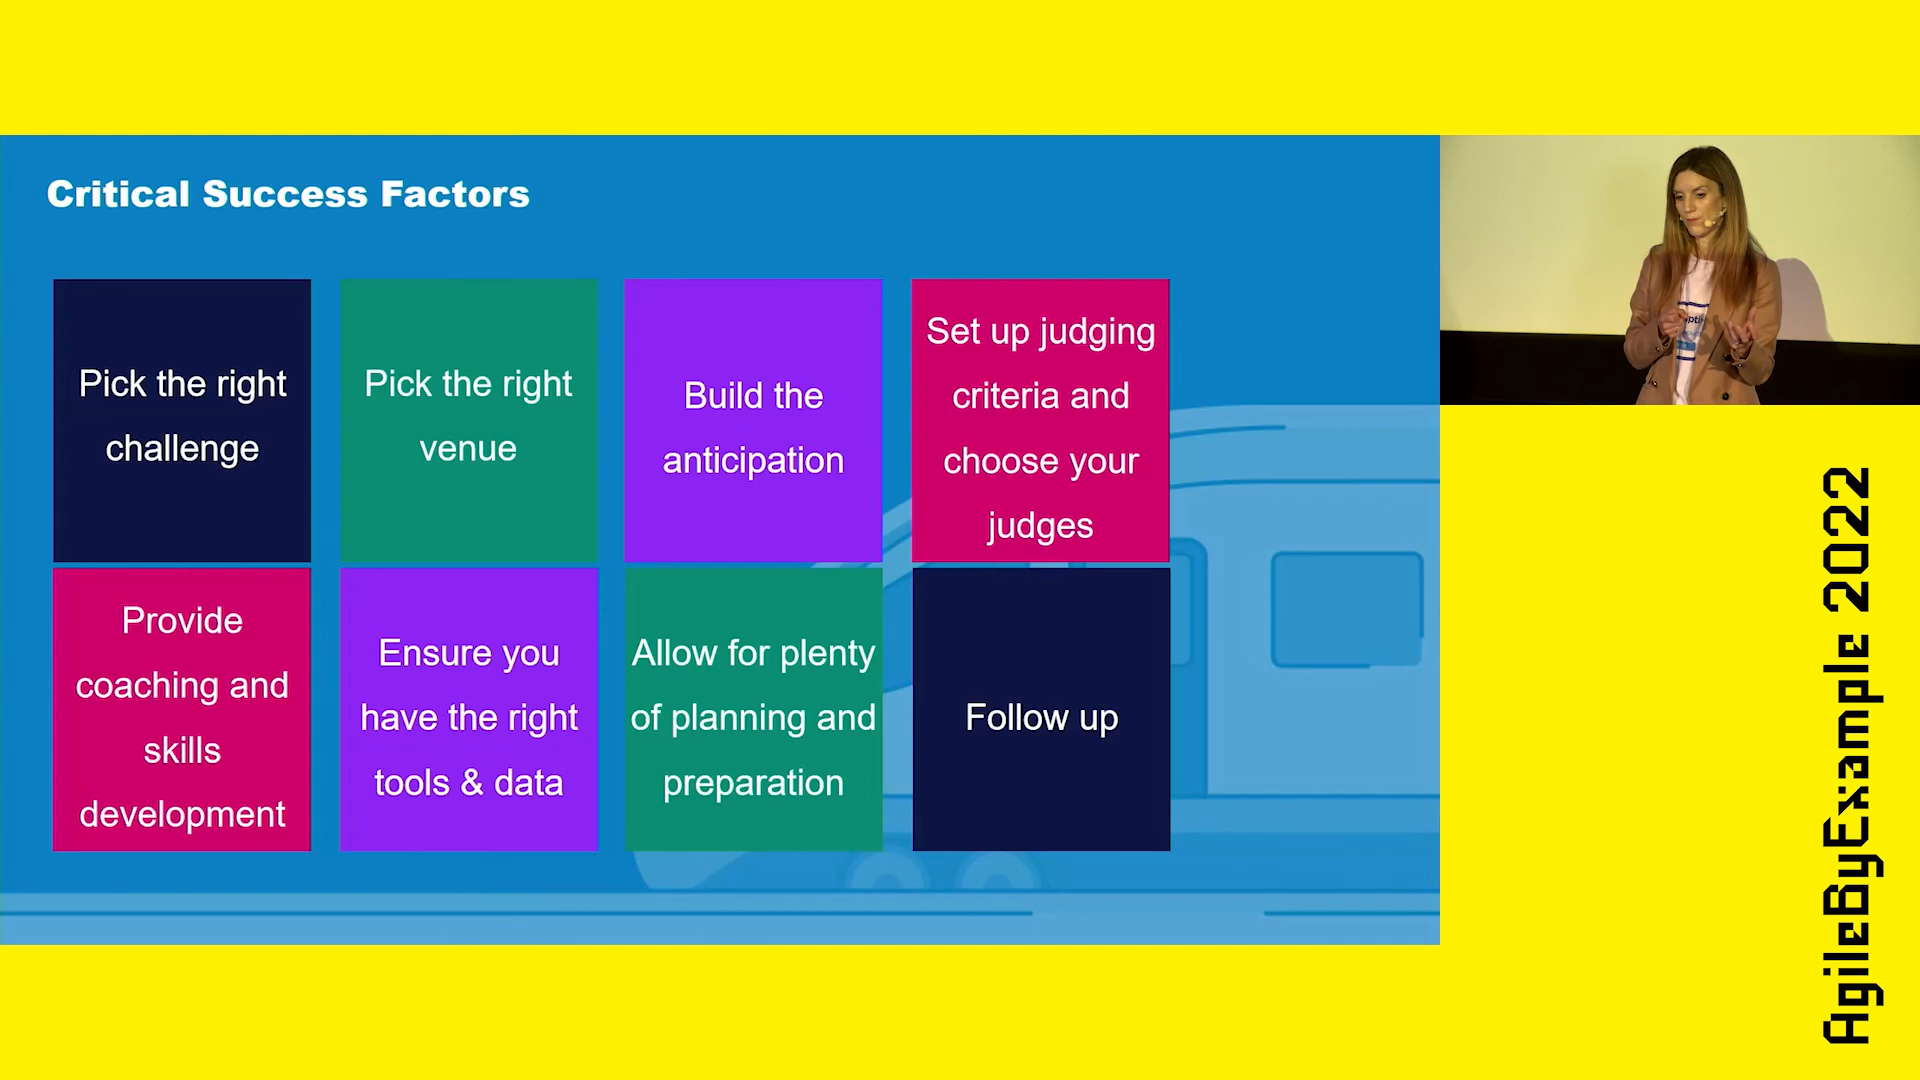 Critical Success Factors
Pick the right
challenge
Pick the right
venue
Build the
anticipation
Set up judging
criteria and
choose your
judges
Provide
coaching and
skills
development
Ensure you
have the right
tools & data
Allow for plenty
of planning and
preparation
Follow up
AgileByExample 2022